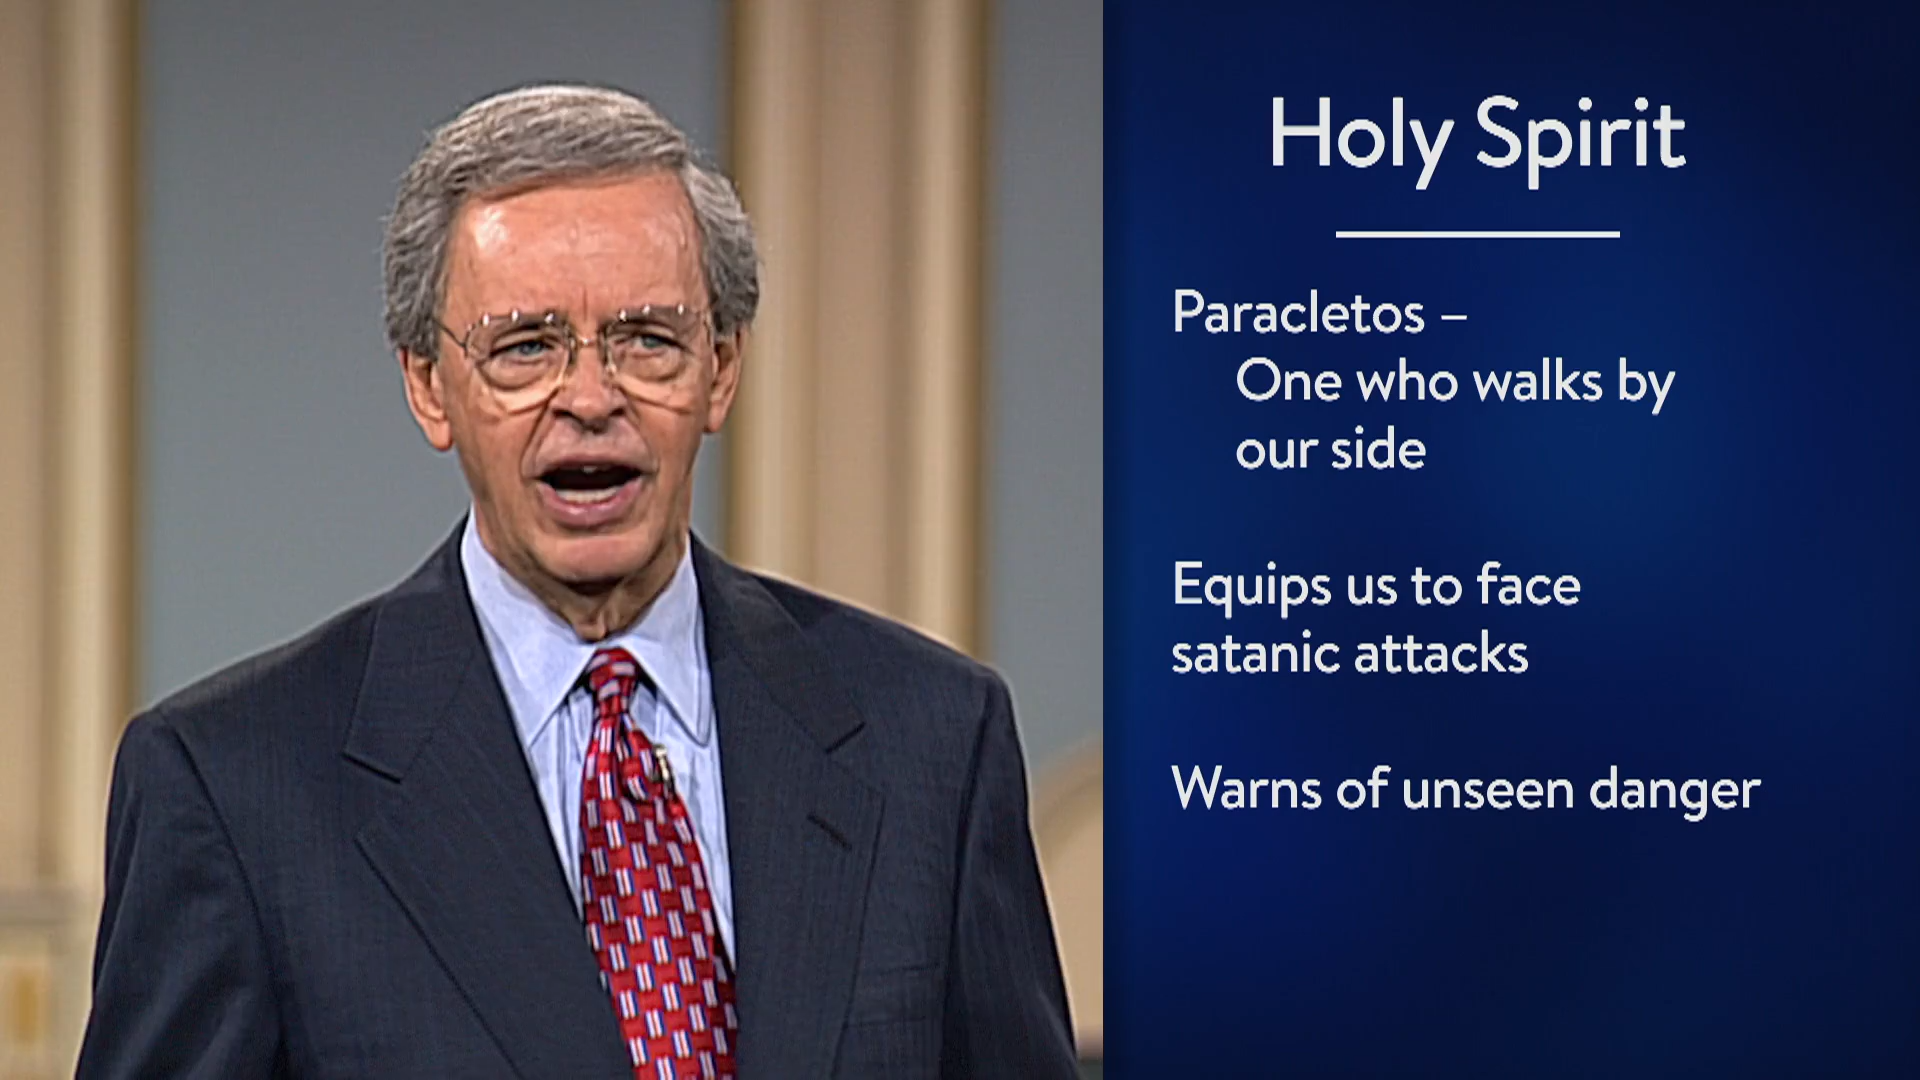 Holy Spirit
Paracletos –
One who walks by
our side
Equips us to face
satanic attacks
Warns of unseen danger